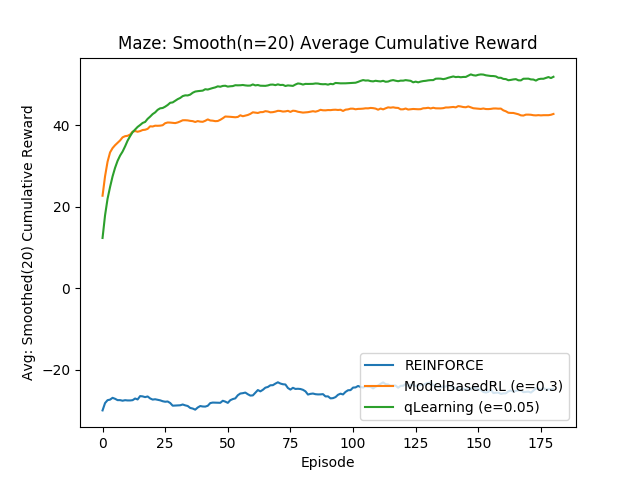 Maze: Smooth(n=20) Average Cumulative Reward
Avg: Smoothed(20) Cumulative Reward
40
20
0
−20
REINFORCE
ModelBasedRL (e=0.3)
qLearning (e=0.05)
0 25 50 75 100 125 150 175
Episode